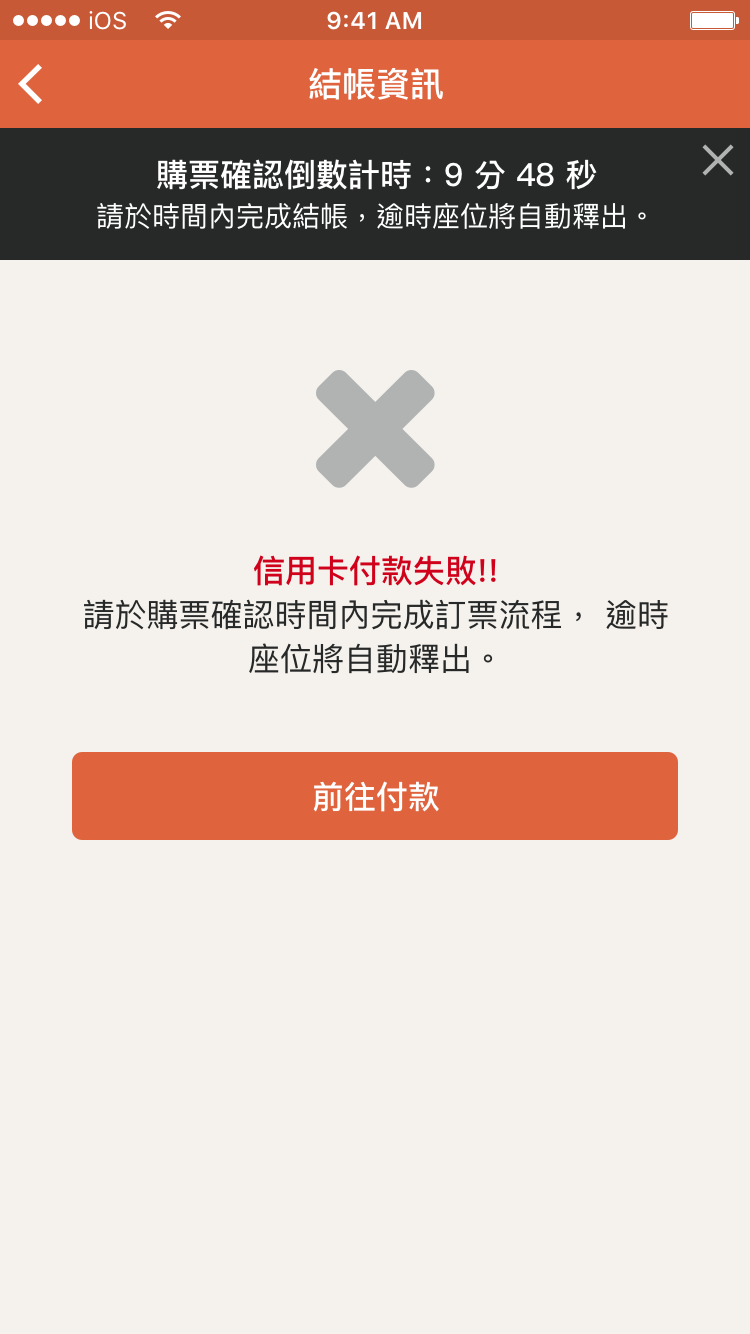 iOS
9:41 AM
結帳資訊
購票確認倒數計時：9 分 48 秒
請於時間內完成結帳，逾時座位將自動釋出。
信用卡付款失敗!!
請於購票確認時間內完成訂票流程， 逾時
座位將自動釋出。
前往付款